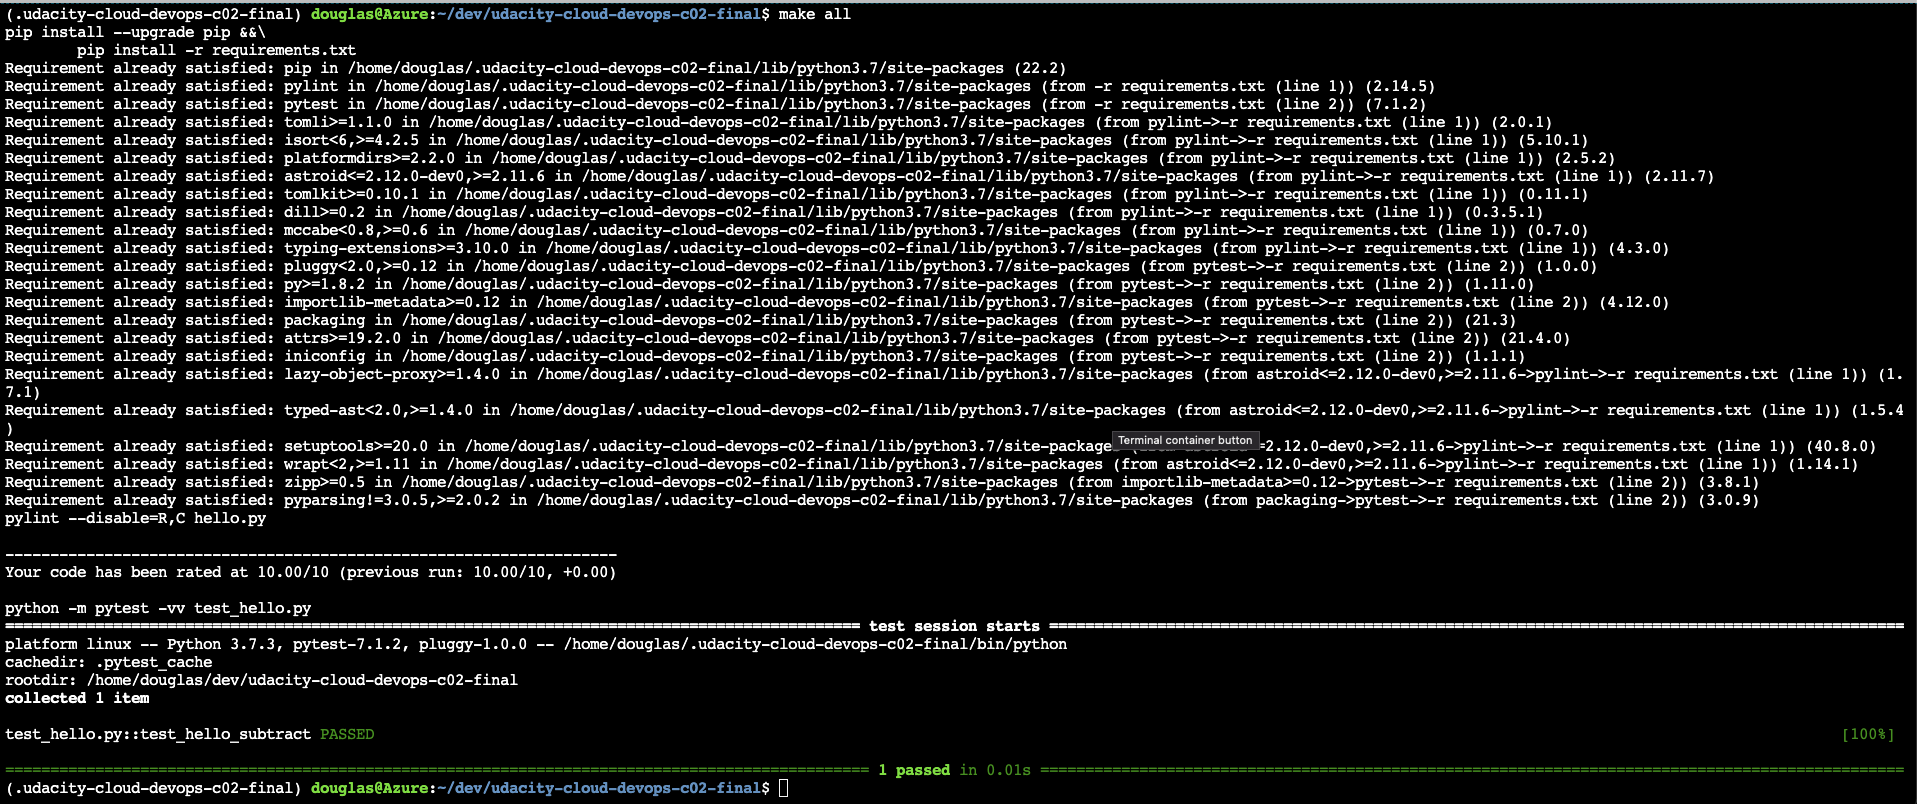 (.udacity-cloud-devops-c02-final) douglas@Azure:~/dev/udacity-cloud-devops-c02-final$ make all
pip install --upgrade pip &&\
        pip install -r requirements.txt
Requirement already satisfied: pip in /home/douglas/.udacity-cloud-devops-c02-final/lib/python3.7/site-packages (22.2)
Requirement already satisfied: pylint in /home/douglas/.udacity-cloud-devops-c02-final/lib/python3.7/site-packages (from -r requirements.txt (line 1)) (2.14.5)
Requirement already satisfied: pytest in /home/douglas/.udacity-cloud-devops-c02-final/lib/python3.7/site-packages (from -r requirements.txt (line 2)) (7.1.2)
Requirement already satisfied: tomli>=1.1.0 in /home/douglas/.udacity-cloud-devops-c02-final/lib/python3.7/site-packages (from pylint->-r requirements.txt (line 1)) (2.0.1)
Requirement already satisfied: isort<6,>=4.2.5 in /home/douglas/.udacity-cloud-devops-c02-final/lib/python3.7/site-packages (from pylint->-r requirements.txt (line 1)) (5.10.1)
Requirement already satisfied: platformdirs>=2.2.0 in /home/douglas/.udacity-cloud-devops-c02-final/lib/python3.7/site-packages (from pylint->-r requirements.txt (line 1)) (2.5.2)
Requirement already satisfied: astroid<=2.12.0-dev0,>=2.11.6 in /home/douglas/.udacity-cloud-devops-c02-final/lib/python3.7/site-packages (from pylint->-r requirements.txt (line 1)) (2.11.7)
Requirement already satisfied: tomlkit>=0.10.1 in /home/douglas/.udacity-cloud-devops-c02-final/lib/python3.7/site-packages (from pylint->-r requirements.txt (line 1)) (0.11.1)
Requirement already satisfied: dill>=0.2 in /home/douglas/.udacity-cloud-devops-c02-final/lib/python3.7/site-packages (from pylint->-r requirements.txt (line 1)) (0.3.5.1)
Requirement already satisfied: mccabe<0.8,>=0.6 in /home/douglas/.udacity-cloud-devops-c02-final/lib/python3.7/site-packages (from pylint->-r requirements.txt (line 1)) (0.7.0)
Requirement already satisfied: typing-extensions>=3.10.0 in /home/douglas/.udacity-cloud-devops-c02-final/lib/python3.7/site-packages (from pylint->-r requirements.txt (line 1)) (4.3.0)
Requirement already satisfied: pluggy<2.0,>=0.12 in /home/douglas/.udacity-cloud-devops-c02-final/lib/python3.7/site-packages (from pytest->-r requirements.txt (line 2)) (1.0.0)
Requirement already satisfied: py>=1.8.2 in /home/douglas/.udacity-cloud-devops-c02-final/lib/python3.7/site-packages (from pytest->-r requirements.txt (line 2)) (1.11.0)
Requirement already satisfied: importlib-metadata>=0.12 in /home/douglas/.udacity-cloud-devops-c02-final/lib/python3.7/site-packages (from pytest->-r requirements.txt (line 2)) (4.12.0)
Requirement already satisfied: packaging in /home/douglas/.udacity-cloud-devops-c02-final/lib/python3.7/site-packages (from pytest->-r requirements.txt (line 2)) (21.3)
Requirement already satisfied: attrs>=19.2.0 in /home/douglas/.udacity-cloud-devops-c02-final/lib/python3.7/site-packages (from pytest->-r requirements.txt (line 2)) (21.4.0)
Requirement already satisfied: iniconfig in /home/douglas/.udacity-cloud-devops-c02-final/lib/python3.7/site-packages (from pytest->-r requirements.txt (line 2)) (1.1.1)
Requirement already satisfied: lazy-object-proxy>=1.4.0 in /home/douglas/.udacity-cloud-devops-c02-final/lib/python3.7/site-packages (from astroid<=2.12.0-dev0,>=2.11.6->pylint->-r requirements.txt (line 1)) (1.
7.1)
Requirement already satisfied: typed-ast<2.0,>=1.4.0 in /home/douglas/.udacity-cloud-devops-c02-final/lib/python3.7/site-packages (from astroid<=2.12.0-dev0,>=2.11.6->pylint->-r requirements.txt (line 1)) (1.5.4
)
Requirement already satisfied: setuptools>=20.0 in /home/douglas/.udacity-cloud-devops-c02-final/lib/python3.7/site-package Terminal container button =2.12.0-dev0,>=2.11.6->pylint->-r requirements.txt (line 1)) (40.8.0)
Requirement already satisfied: wrapt<2,>=1.11 in /home/douglas/.udacity-cloud-devops-c02-final/lib/python3.7/site-packages (from astroid<=2.12.0-dev0,>=2.11.6->pylint->-r requirements.txt (line 1)) (1.14.1)
Requirement already satisfied: zipp>=0.5 in /home/douglas/.udacity-cloud-devops-c02-final/lib/python3.7/site-packages (from importlib-metadata>=0.12->pytest->-r requirements.txt (line 2)) (3.8.1)
Requirement already satisfied: pyparsing!=3.0.5,>=2.0.2 in /home/douglas/.udacity-cloud-devops-c02-final/lib/python3.7/site-packages (from packaging->pytest->-r requirements.txt (line 2)) (3.0.9)
pylint --disable=R,C hello.py
--------------------------------------------------------------------
Your code has been rated at 10.00/10 (previous run: 10.00/10, +0.00)
python -m pytest -vv test_hello.py
=============================================================================================== test session starts ===============================================================================================
platform linux -- Python 3.7.3, pytest-7.1.2, pluggy-1.0.0 -- /home/douglas/.udacity-cloud-devops-c02-final/bin/python
cachedir: .pytest_cache
rootdir: /home/douglas/dev/udacity-cloud-devops-c02-final
collected 1 item
test_hello.py::test_hello_subtract PASSED [100%]
================================================================================================ 1 passed in 0.01s ================================================================================================
(.udacity-cloud-devops-c02-final) douglas@Azure:~/dev/udacity-cloud-devops-c02-final$